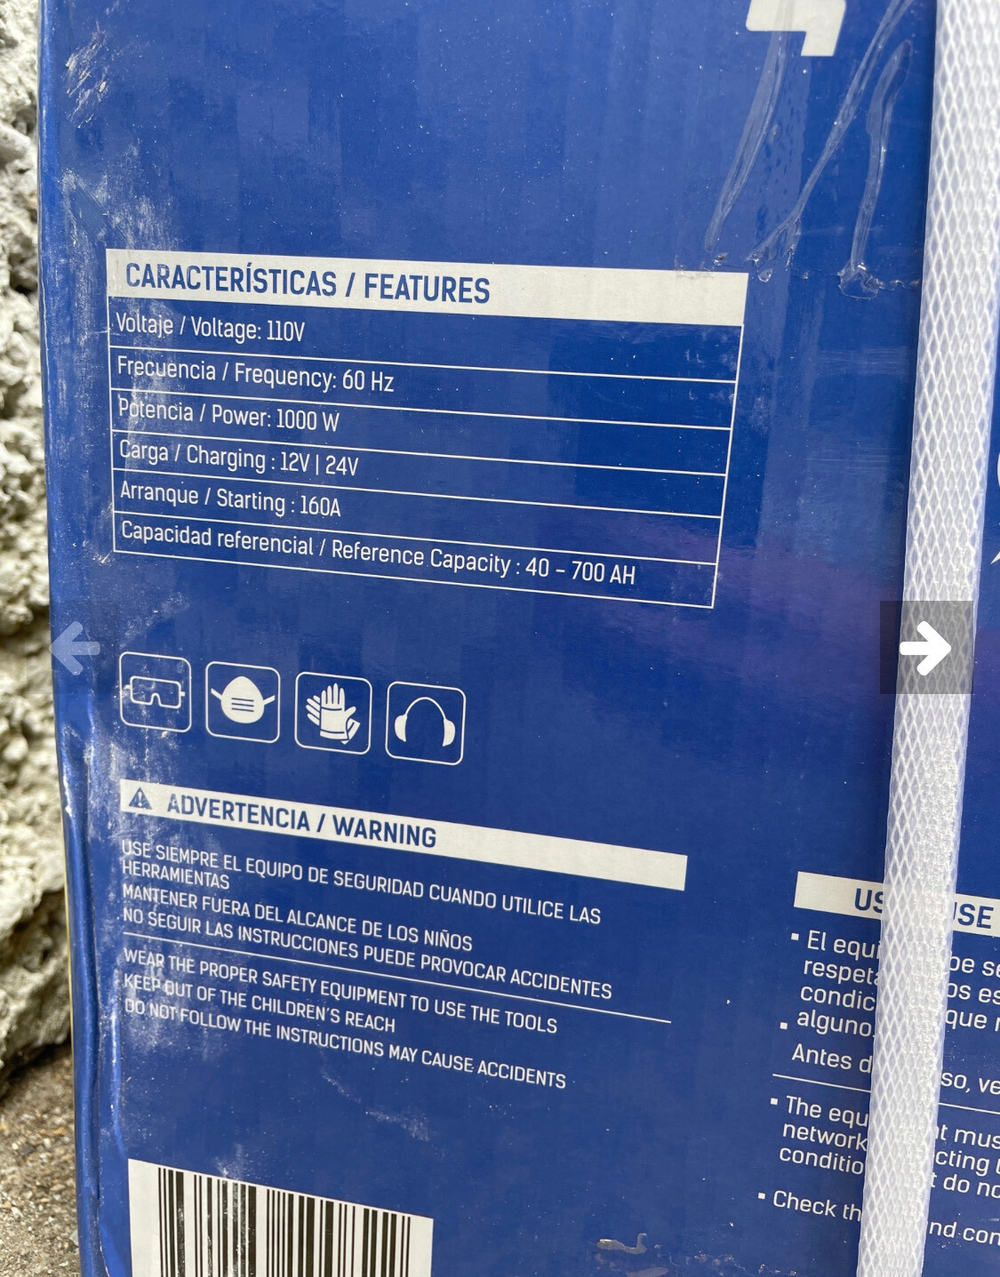 CARACTERÍSTICAS / FEATURES
Voltaje / Voltage: 110V
Frecuencia / Frequency: 60 Hz
Potencia / Power: 1000 W
Carga / Charging : 12V | 24V
Arranque / Starting : 160A
Capacidad referencial / Reference Capacity : 40 – 700 AH
ADVERTENCIA / WARNING
USE SIEMPRE EL EQUIPO DE SEGURIDAD CUANDO UTILICE LAS
HERRAMIENTAS
MANTENER FUERA DEL ALCANCE DE LOS NIÑOS
NO SEGUIR LAS INSTRUCCIONES PUEDE PROVOCAR ACCIDENTES
WEAR THE PROPER SAFETY EQUIPMENT TO USE THE TOOLS
KEEP OUT OF THE CHILDREN'S REACH
DO NOT FOLLOW THE INSTRUCTIONS MAY CAUSE ACCIDENTS
▪ El
▪ alguno.
Antes
▪ The
▪ Check